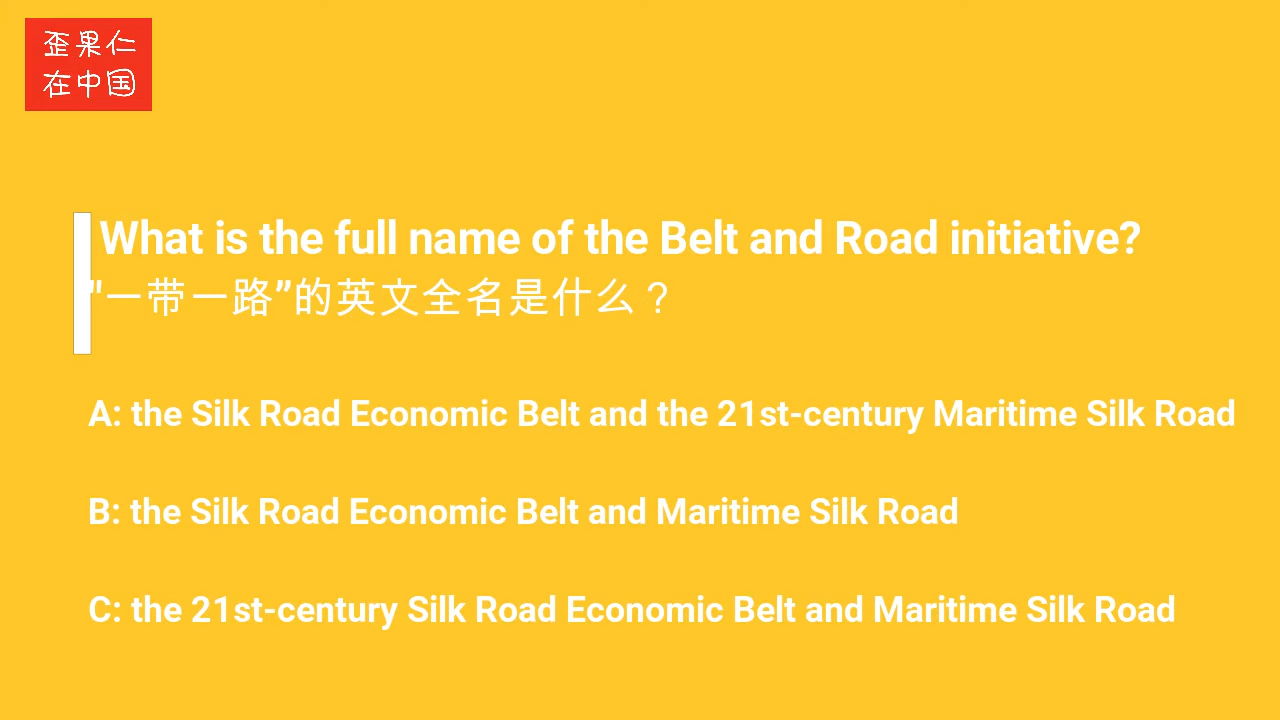 歪果仁
在中国
What is the full name of the Belt and Road initiative?
"一带一路”的英文全名是什么？
A: the Silk Road Economic Belt and the 21st-century Maritime Silk Road
B: the Silk Road Economic Belt and Maritime Silk Road
C: the 21st-century Silk Road Economic Belt and Maritime Silk Road